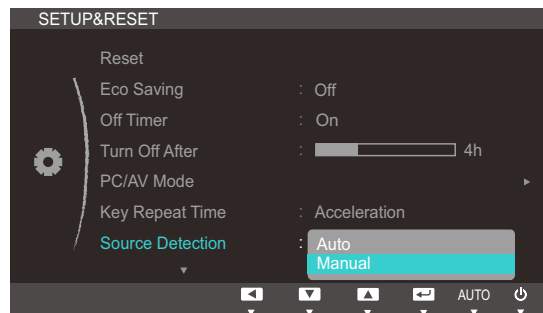 SETUP&RESET
Reset
Eco Saving : Off
Off Timer : On
Turn Off After : 4h
PC/AV Mode
Key Repeat Time : Acceleration
Source Detection : Auto
Manual
AUTO